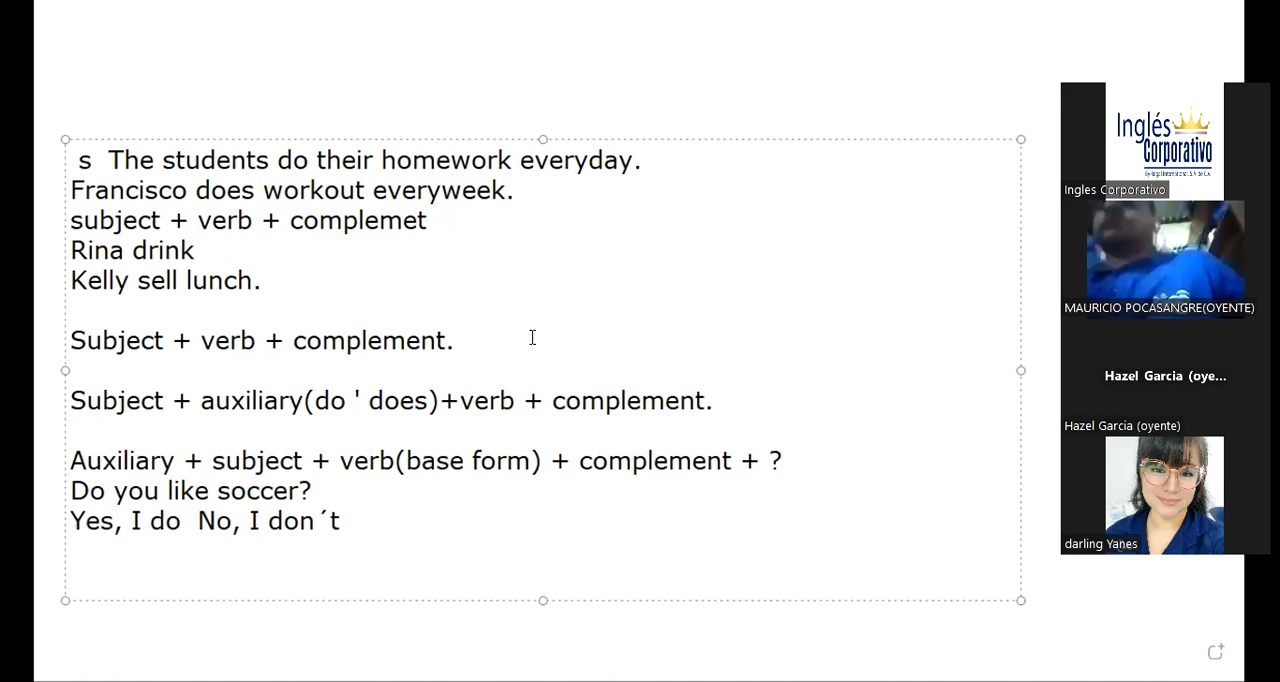 s The students do their homework everyday.
Francisco does workout everyweek.
subject + verb + complemet
Rina drink
Kelly sell lunch.
Subject + verb + complement.
Subject + auxiliary(do ' does)+verb + complement.
Auxiliary + subject + verb(base form) + complement + ?
Do you like soccer?
Yes, I do No, I don´t
Inglés
Corporativo
Ingles Corporativo
MAURICIO POCASANGRE(OYENTE)
Hazel Garcia (oye...
Hazel Garcia (oyente)
darling Yanes